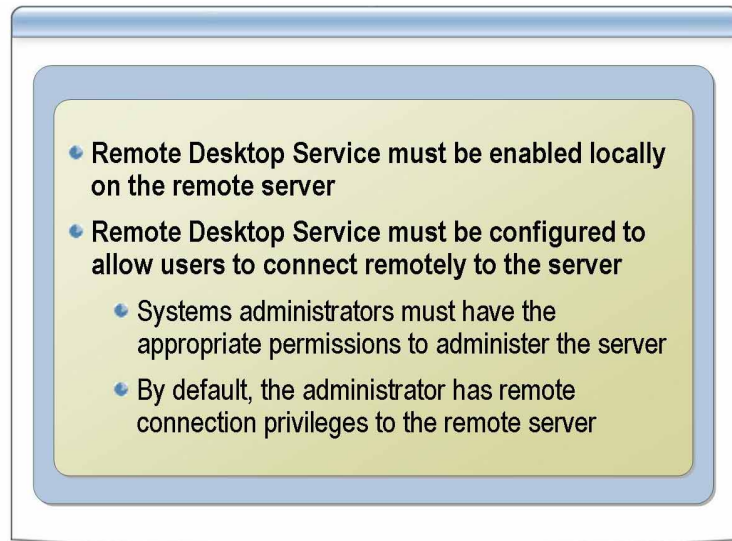 Remote Desktop Service must be enabled locally
on the remote server
Remote Desktop Service must be configured to
allow users to connect remotely to the server
Systems administrators must have the
appropriate permissions to administer the server
By default, the administrator has remote
connection privileges to the remote server